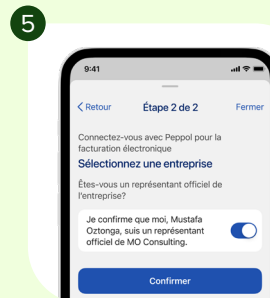 5
9:41
Retour Étape 2 de 2 Fermer
Connectez-vous avec Peppol pour la
facturation électronique
Sélectionnez une entreprise
Êtes-vous un représentant officiel de
l'entreprise?
Je confirme que moi, Mustafa
Oztonga, suis un représentant
officiel de MO Consulting.
Confirmer